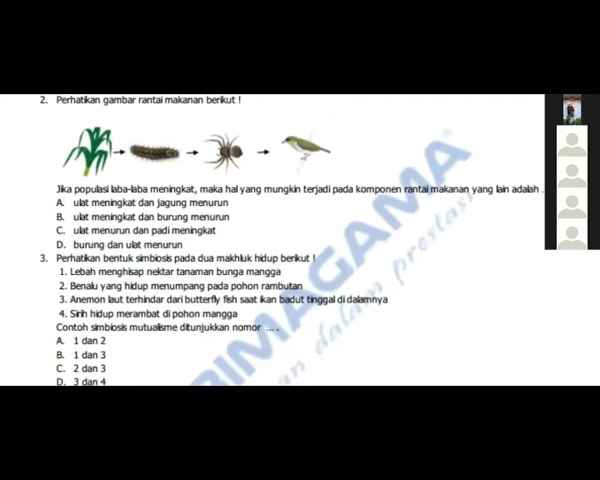 2. Perhatikan gambar rantai makanan berikut !
Jika populasi laba-laba meningkat, maka hal yang mungkin terjadi pada komponen rantai makanan yang lain adalah .
A. ulat meningkat dan jagung menurun
B. ulat meningkat dan burung menurun
C. ulat menurun dan padi meningkat
D. burung dan ulat menurun
3. Perhatikan bentuk simbiosis pada dua makhluk hidup berikut !
1. Lebah menghisap nektar tanaman bunga mangga
2. Benalu yang hidup menumpang pada pohon rambutan
3. Anemon laut terhindar dari butterfly fish saat ikan badut tinggal di dalamnya
4. Sirih hidup merambat di pohon mangga
Contoh simbiosis mutualisme ditunjukkan nomor ... .
A. 1 dan 2
B. 1 dan 3
C. 2 dan 3
D. 3 dan 4
RIMAGAMA
an dalam prestasi